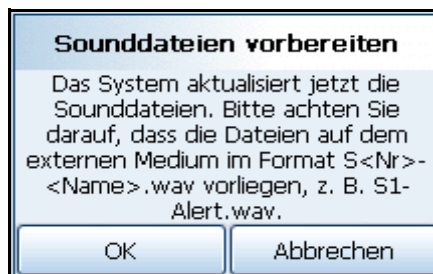 Sounddateien vorbereiten
Das System aktualisiert jetzt die
Sounddateien. Bitte achten Sie
darauf, dass die Dateien auf dem
externen Medium im Format S<Nr>-
<Name>.wav vorliegen, z. B. S1-
Alert.wav.
OK
Abbrechen